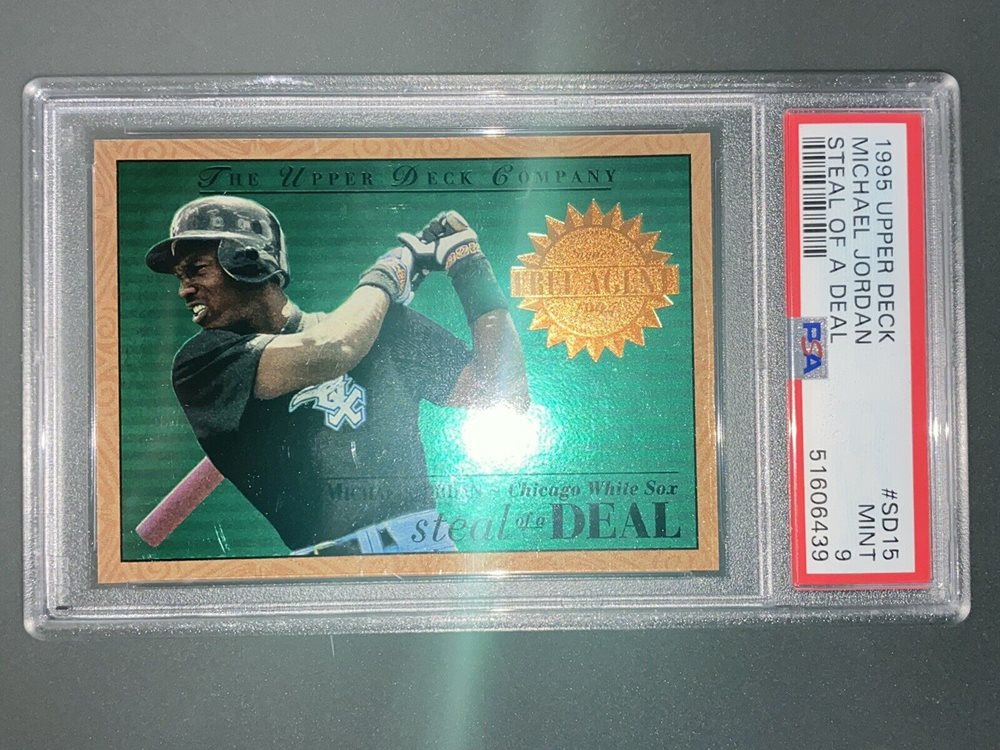 THE UPPER DECK COMPANY
FREE AGENT
Chicago White Sox
steal of a DEAL
1995 UPPER DECK
MICHAEL JORDAN
STEAL OF A DEAL
#SD15
MINT
9
PSA
51606439